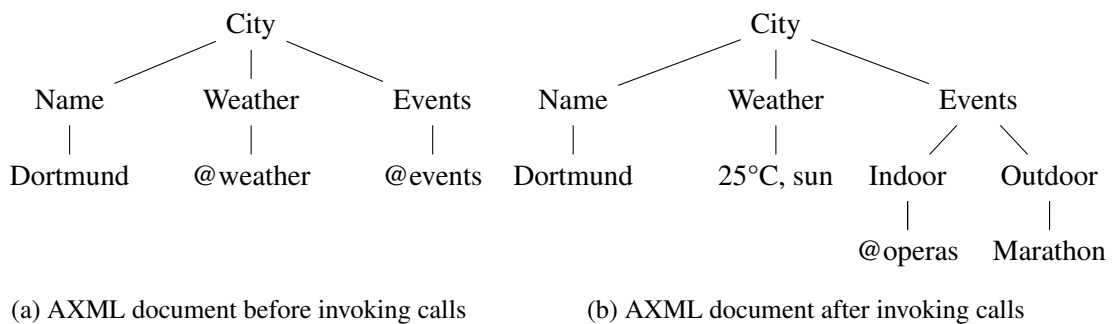 City City
Name Weather Events Name Weather Events
Dortmund @weather @events Dortmund 25°C, sun Indoor Outdoor
@operas Marathon
(a) AXML document before invoking calls (b) AXML document after invoking calls